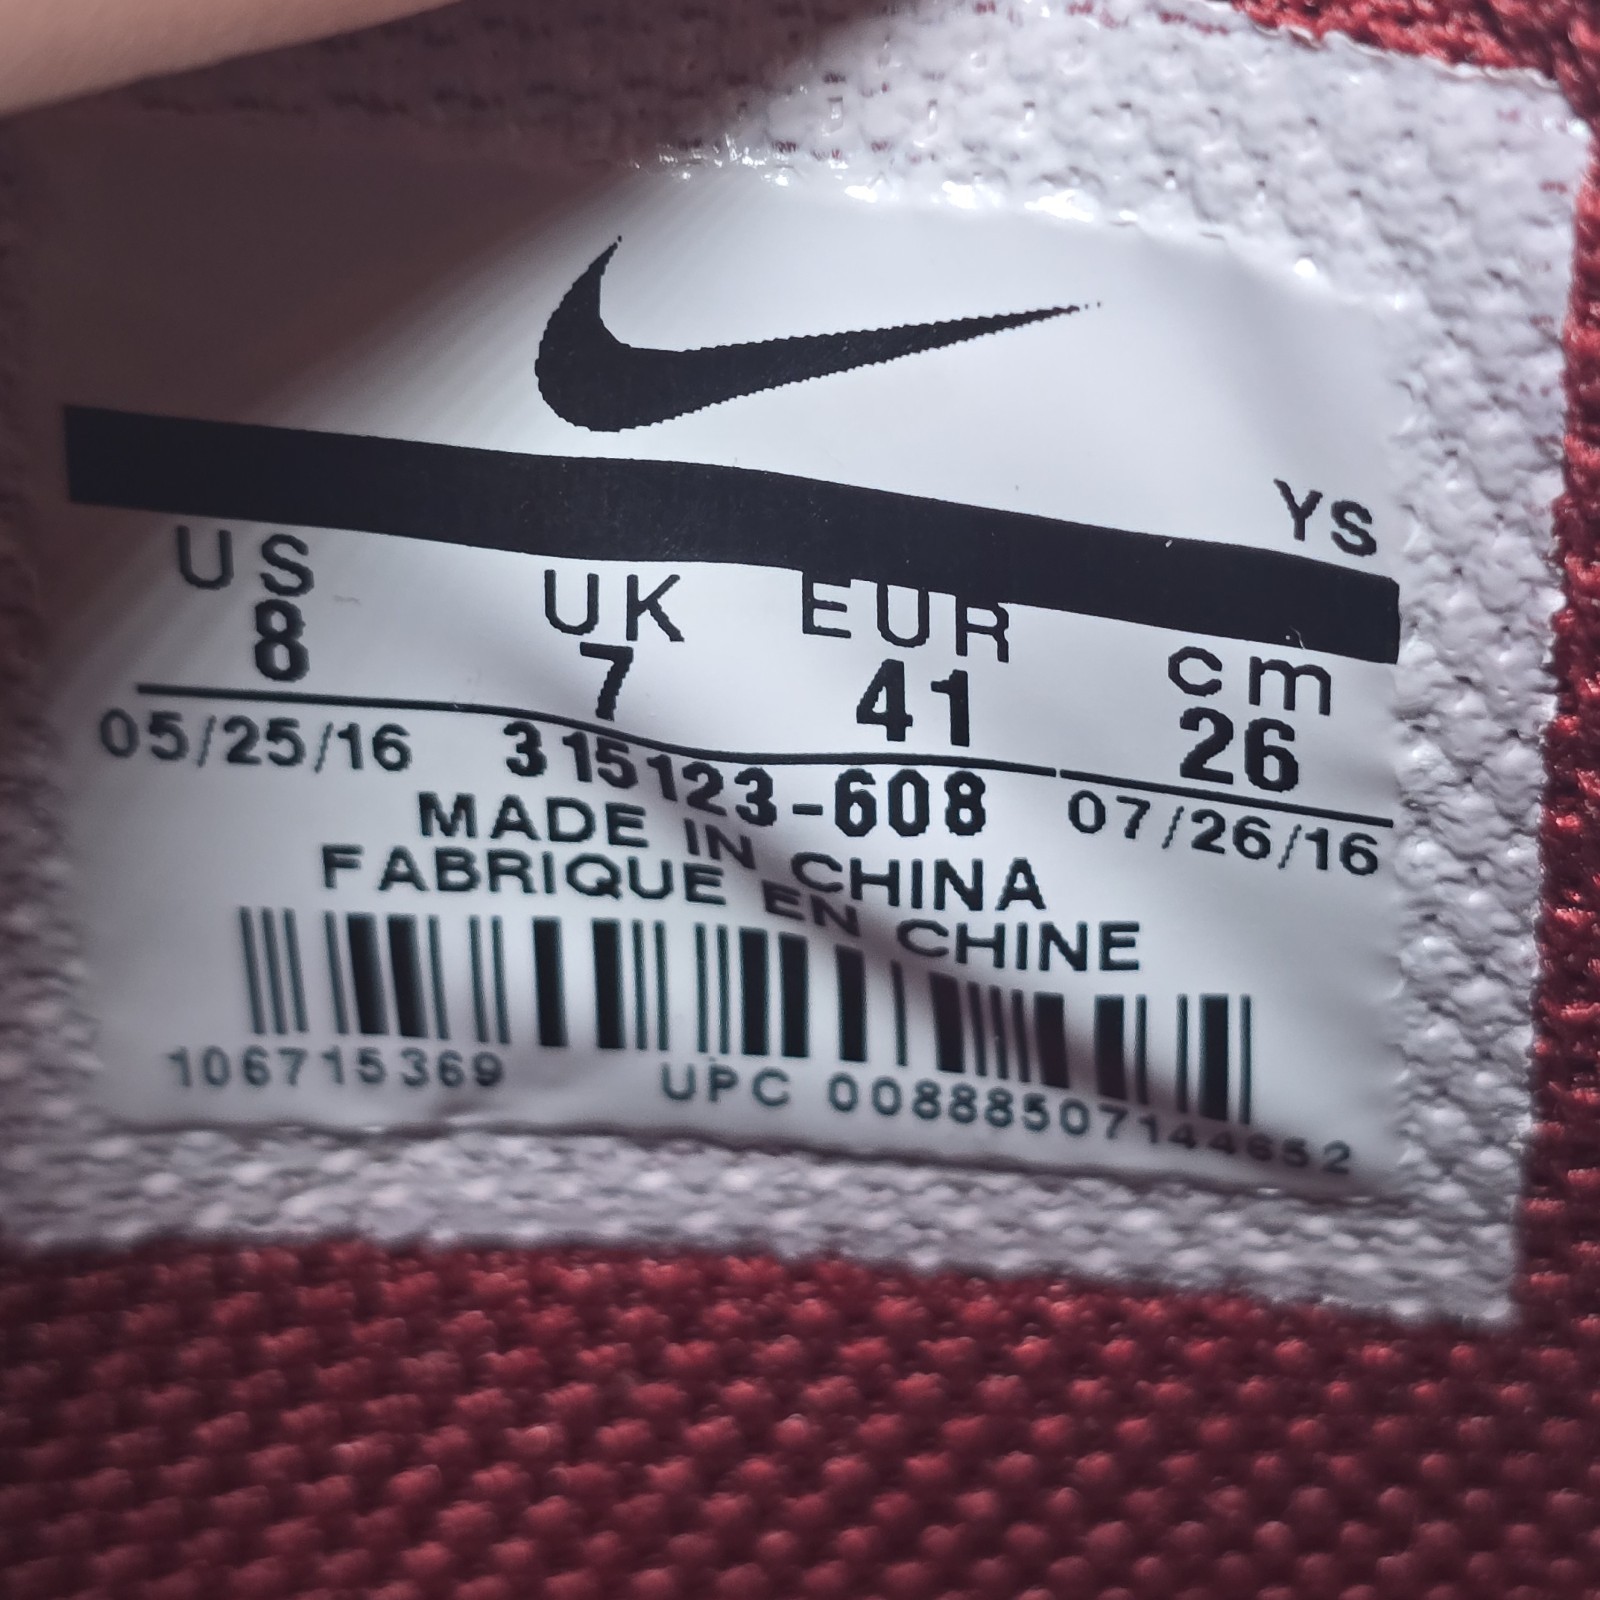 YS
US UK EUR cm
8 7 41 26
05/25/16 315123-608 07/26/16
MADE IN CHINA
FABRIQUE EN CHINE
106715369 UPC 00888507144652